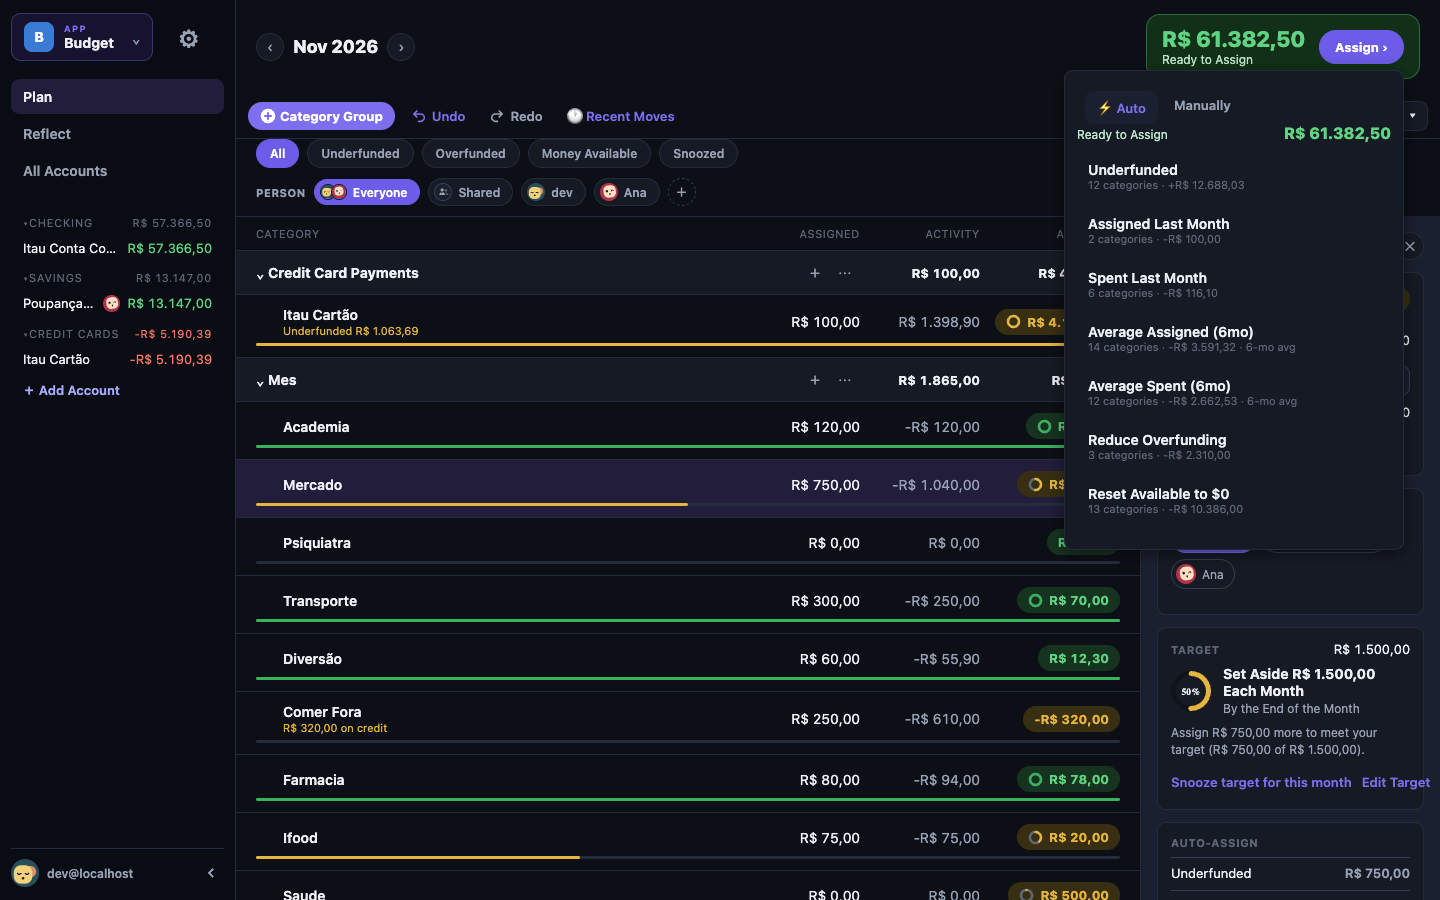 B
APP
Budget
Plan
Reflect
All Accounts
CHECKING R$ 57.366,50
Itau Conta Co... R$ 57.366,50
SAVINGS R$ 13.147,00
Poupança... R$ 13.147,00
CREDIT CARDS -R$ 5.190,39
Itau Cartão -R$ 5.190,39
+ Add Account
dev@localhost
‹ Nov 2026 ›
R$ 61.382,50
Ready to Assign
Assign ›
Category Group Undo Redo Recent Moves
All Underfunded Overfunded Money Available Snoozed
PERSON Everyone Shared dev Ana +
CATEGORY ASSIGNED ACTIVITY A
Credit Card Payments + ... R$ 100,00 R$ 4
Itau Cartão
Underfunded R$ 1.063,69
R$ 100,00 R$ 1.398,90 R$ 4.
Mes + ... R$ 1.865,00 R$
Academia R$ 120,00 -R$ 120,00
Mercado R$ 750,00 -R$ 1.040,00 R$
Psiquiatra R$ 0,00 R$ 0,00
Transporte R$ 300,00 -R$ 250,00 R$ 70,00
Diversão R$ 60,00 -R$ 55,90 R$ 12,30
Comer Fora
R$ 320,00 on credit
R$ 250,00 -R$ 610,00 -R$ 320,00
Farmacia R$ 80,00 -R$ 94,00 R$ 78,00
Ifood R$ 75,00 -R$ 75,00 R$ 20,00
Saude R$ 0,00 R$ 0,00 R$ 500,00
⚡ Auto Manually
Ready to Assign R$ 61.382,50
Underfunded
12 categories · +R$ 12.688,03
Assigned Last Month
2 categories · -R$ 100,00
Spent Last Month
6 categories · -R$ 116,10
Average Assigned (6mo)
14 categories · -R$ 3.591,32 · 6-mo avg
Average Spent (6mo)
12 categories · -R$ 2.662,53 · 6-mo avg
Reduce Overfunding
3 categories · -R$ 2.310,00
Reset Available to $0
13 categories · -R$ 10.386,00
Ana
TARGET R$ 1.500,00
50%
Set Aside R$ 1.500,00
Each Month
By the End of the Month
Assign R$ 750,00 more to meet your
target (R$ 750,00 of R$ 1.500,00).
Snooze target for this month Edit Target
AUTO-ASSIGN
Underfunded R$ 750,00